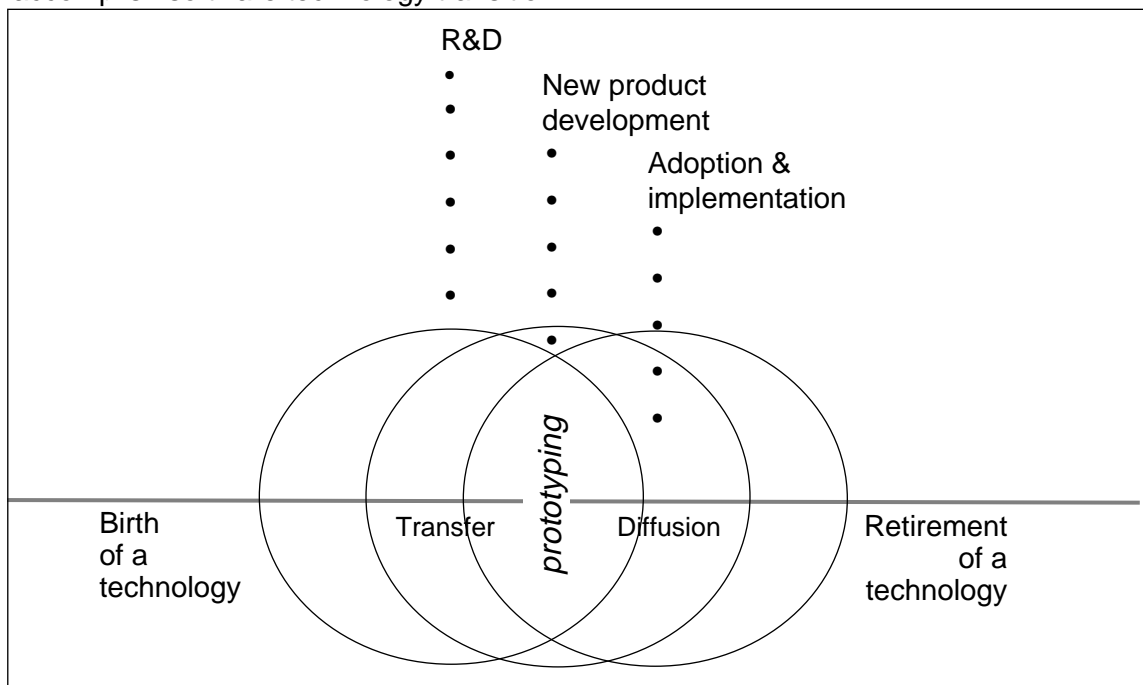 R&D
New product
development
Adoption &
implementation
prototyping
Transfer
Diffusion
Birth
of a
technology
Retirement
of a
technology